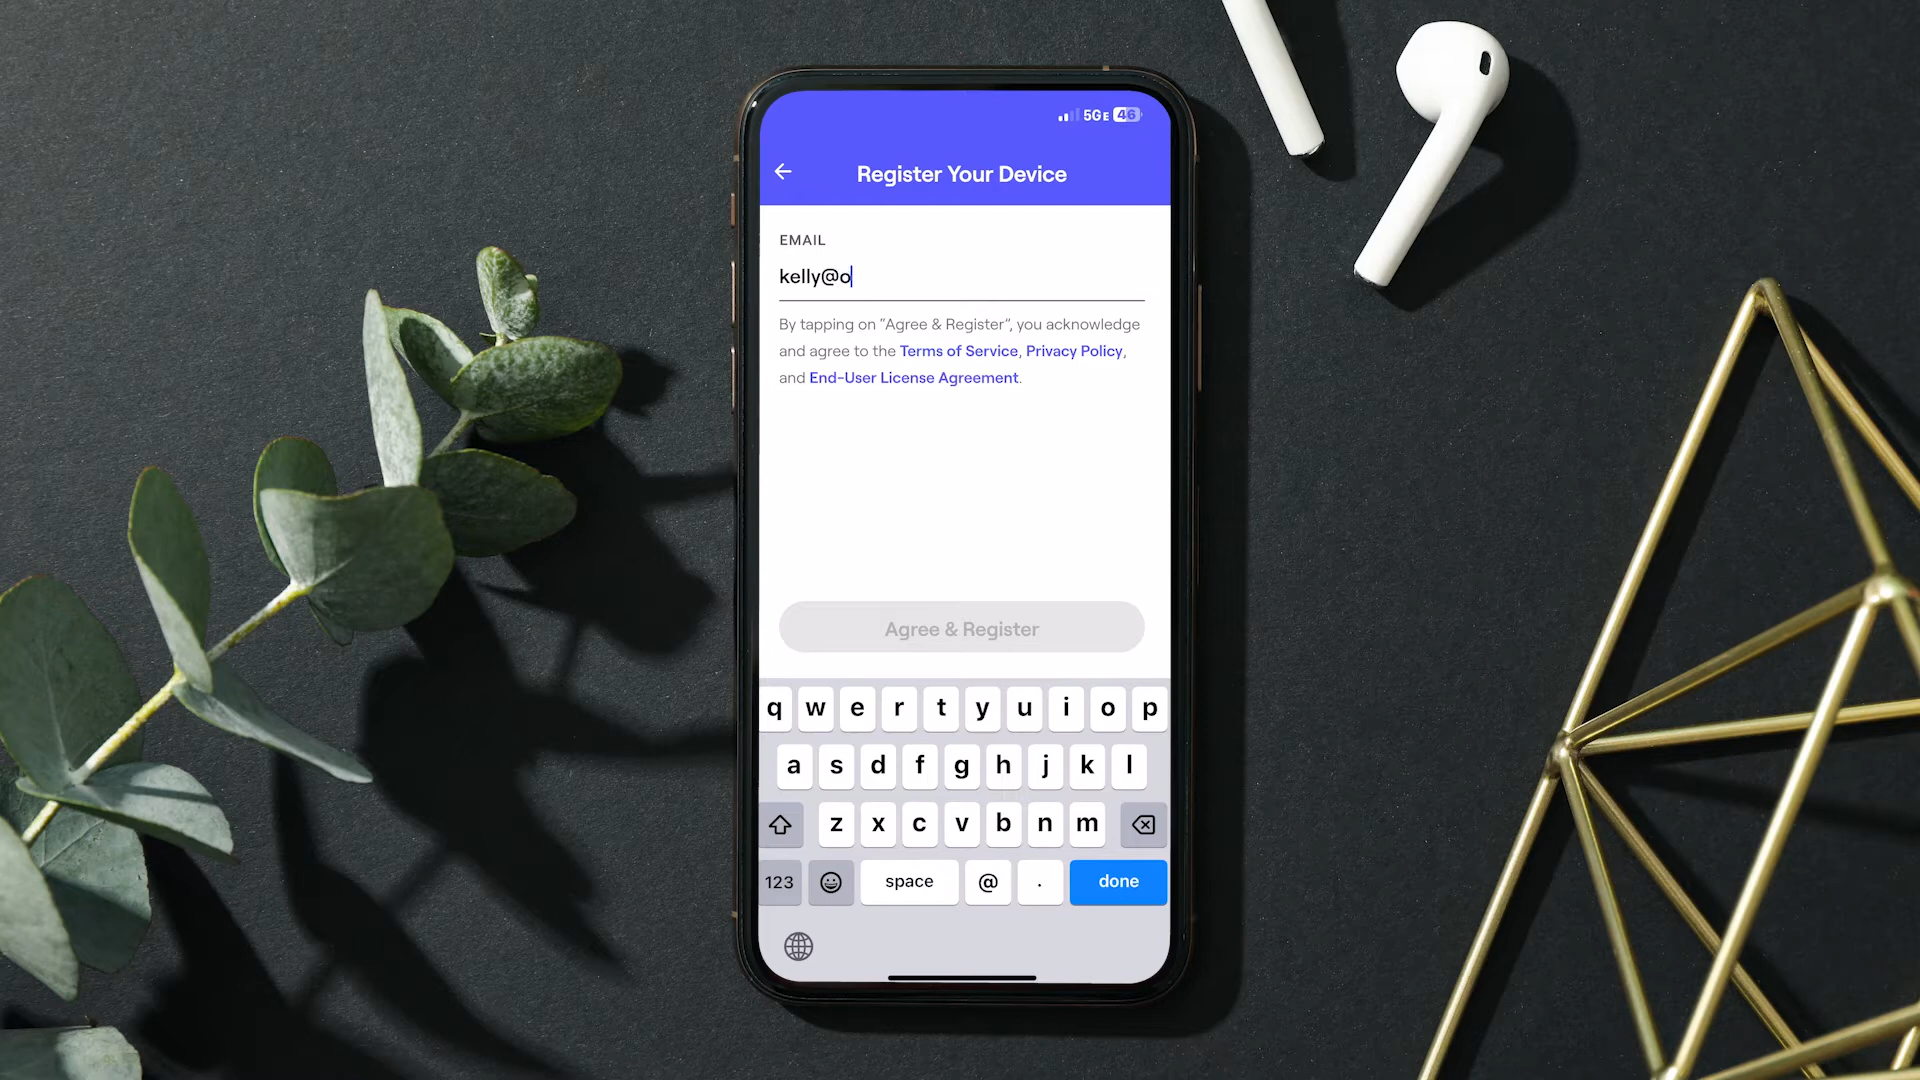 5GE 46
Register Your Device
EMAIL
kelly@o
By tapping on “Agree & Register”, you acknowledge
and agree to the Terms of Service, Privacy Policy,
and End-User License Agreement.
Agree & Register
q w e r t y u i o p
a s d f g h j k l
z x c v b n m
123 space @ . done